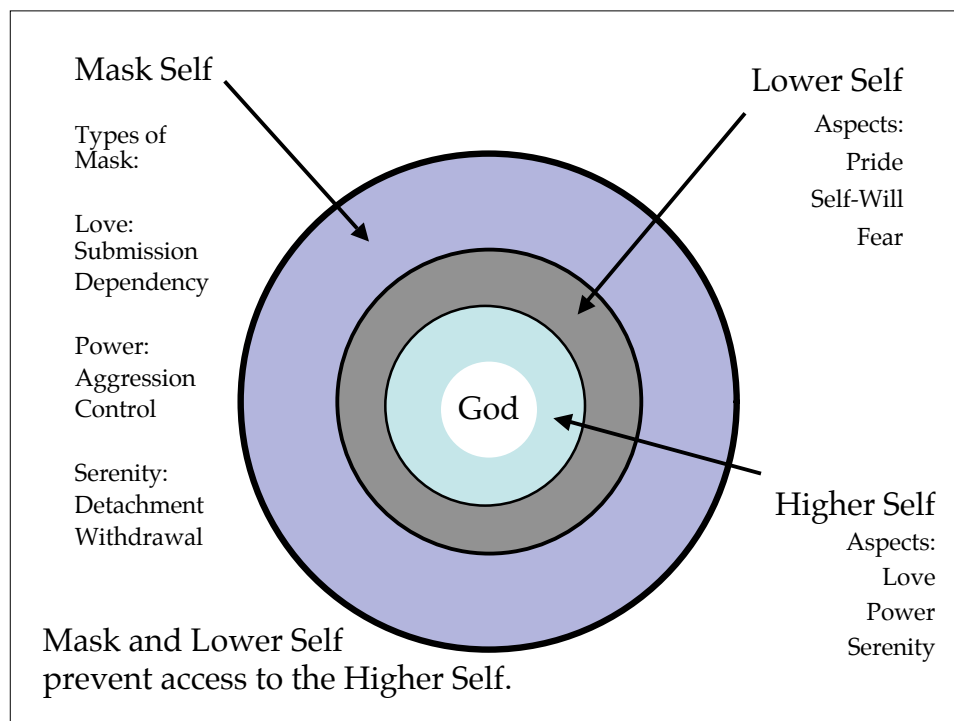 Mask Self
Types of
Mask:
Love:
Submission
Dependency
Power:
Aggression
Control
Serenity:
Detachment
Withdrawal
Lower Self
Aspects:
Pride
Self-Will
Fear
God
Higher Self
Aspects:
Love
Power
Serenity
Mask and Lower Self
prevent access to the Higher Self.